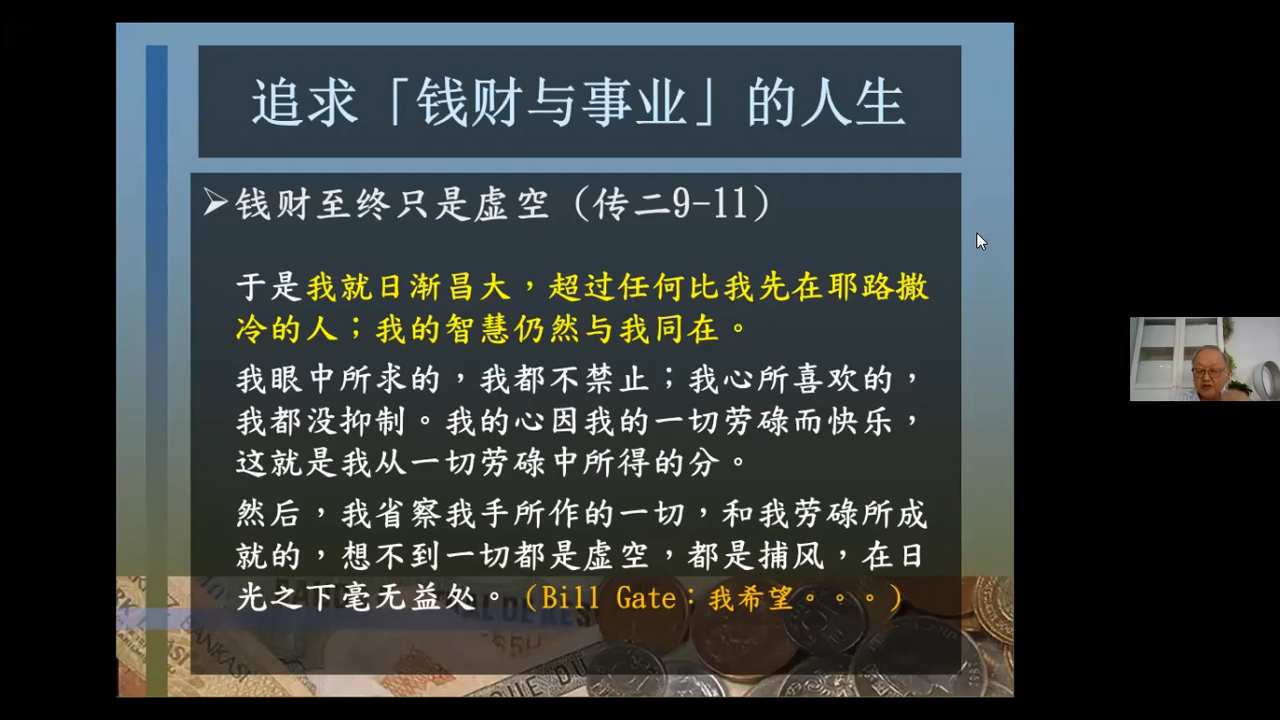 追求「钱财与事业」的人生
➢钱财至终只是虚空（传二9-11）
于是我就日渐昌大，超过任何比我先在耶路撒
冷的人；我的智慧仍然与我同在。
我眼中所求的，我都不禁止；我心所喜欢的，
我都没抑制。我的心因我的一切劳碌而快乐，
这就是我从一切劳碌中所得的分。
然后，我省察我手所作的一切，和我劳碌所成
就的，想不到一切都是虚空，都是捕风，在日
光之下毫无益处。（Bill Gate：我希望。。。）